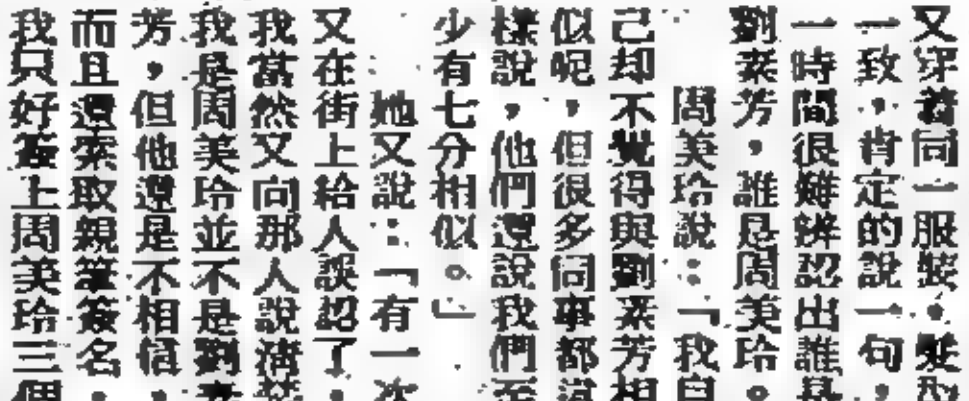 又穿着同一服裝,髮
一致,肯定的說一句,
一時間很難辨認出誰是
劉素芳,誰是周美玲。
周美玲說:「我自
己却不覺得與劉素芳相
似呢,但很多同事都說
樣說,他們還說我們至
少有七分相似。」
她又說:「有一次
又在街上給人誤認了,
我當然又向那人說清楚
我是周美玲並不是劉素
芳,但他還是不相信,
而且還索取親筆簽名,
我只好簽上周美玲三個